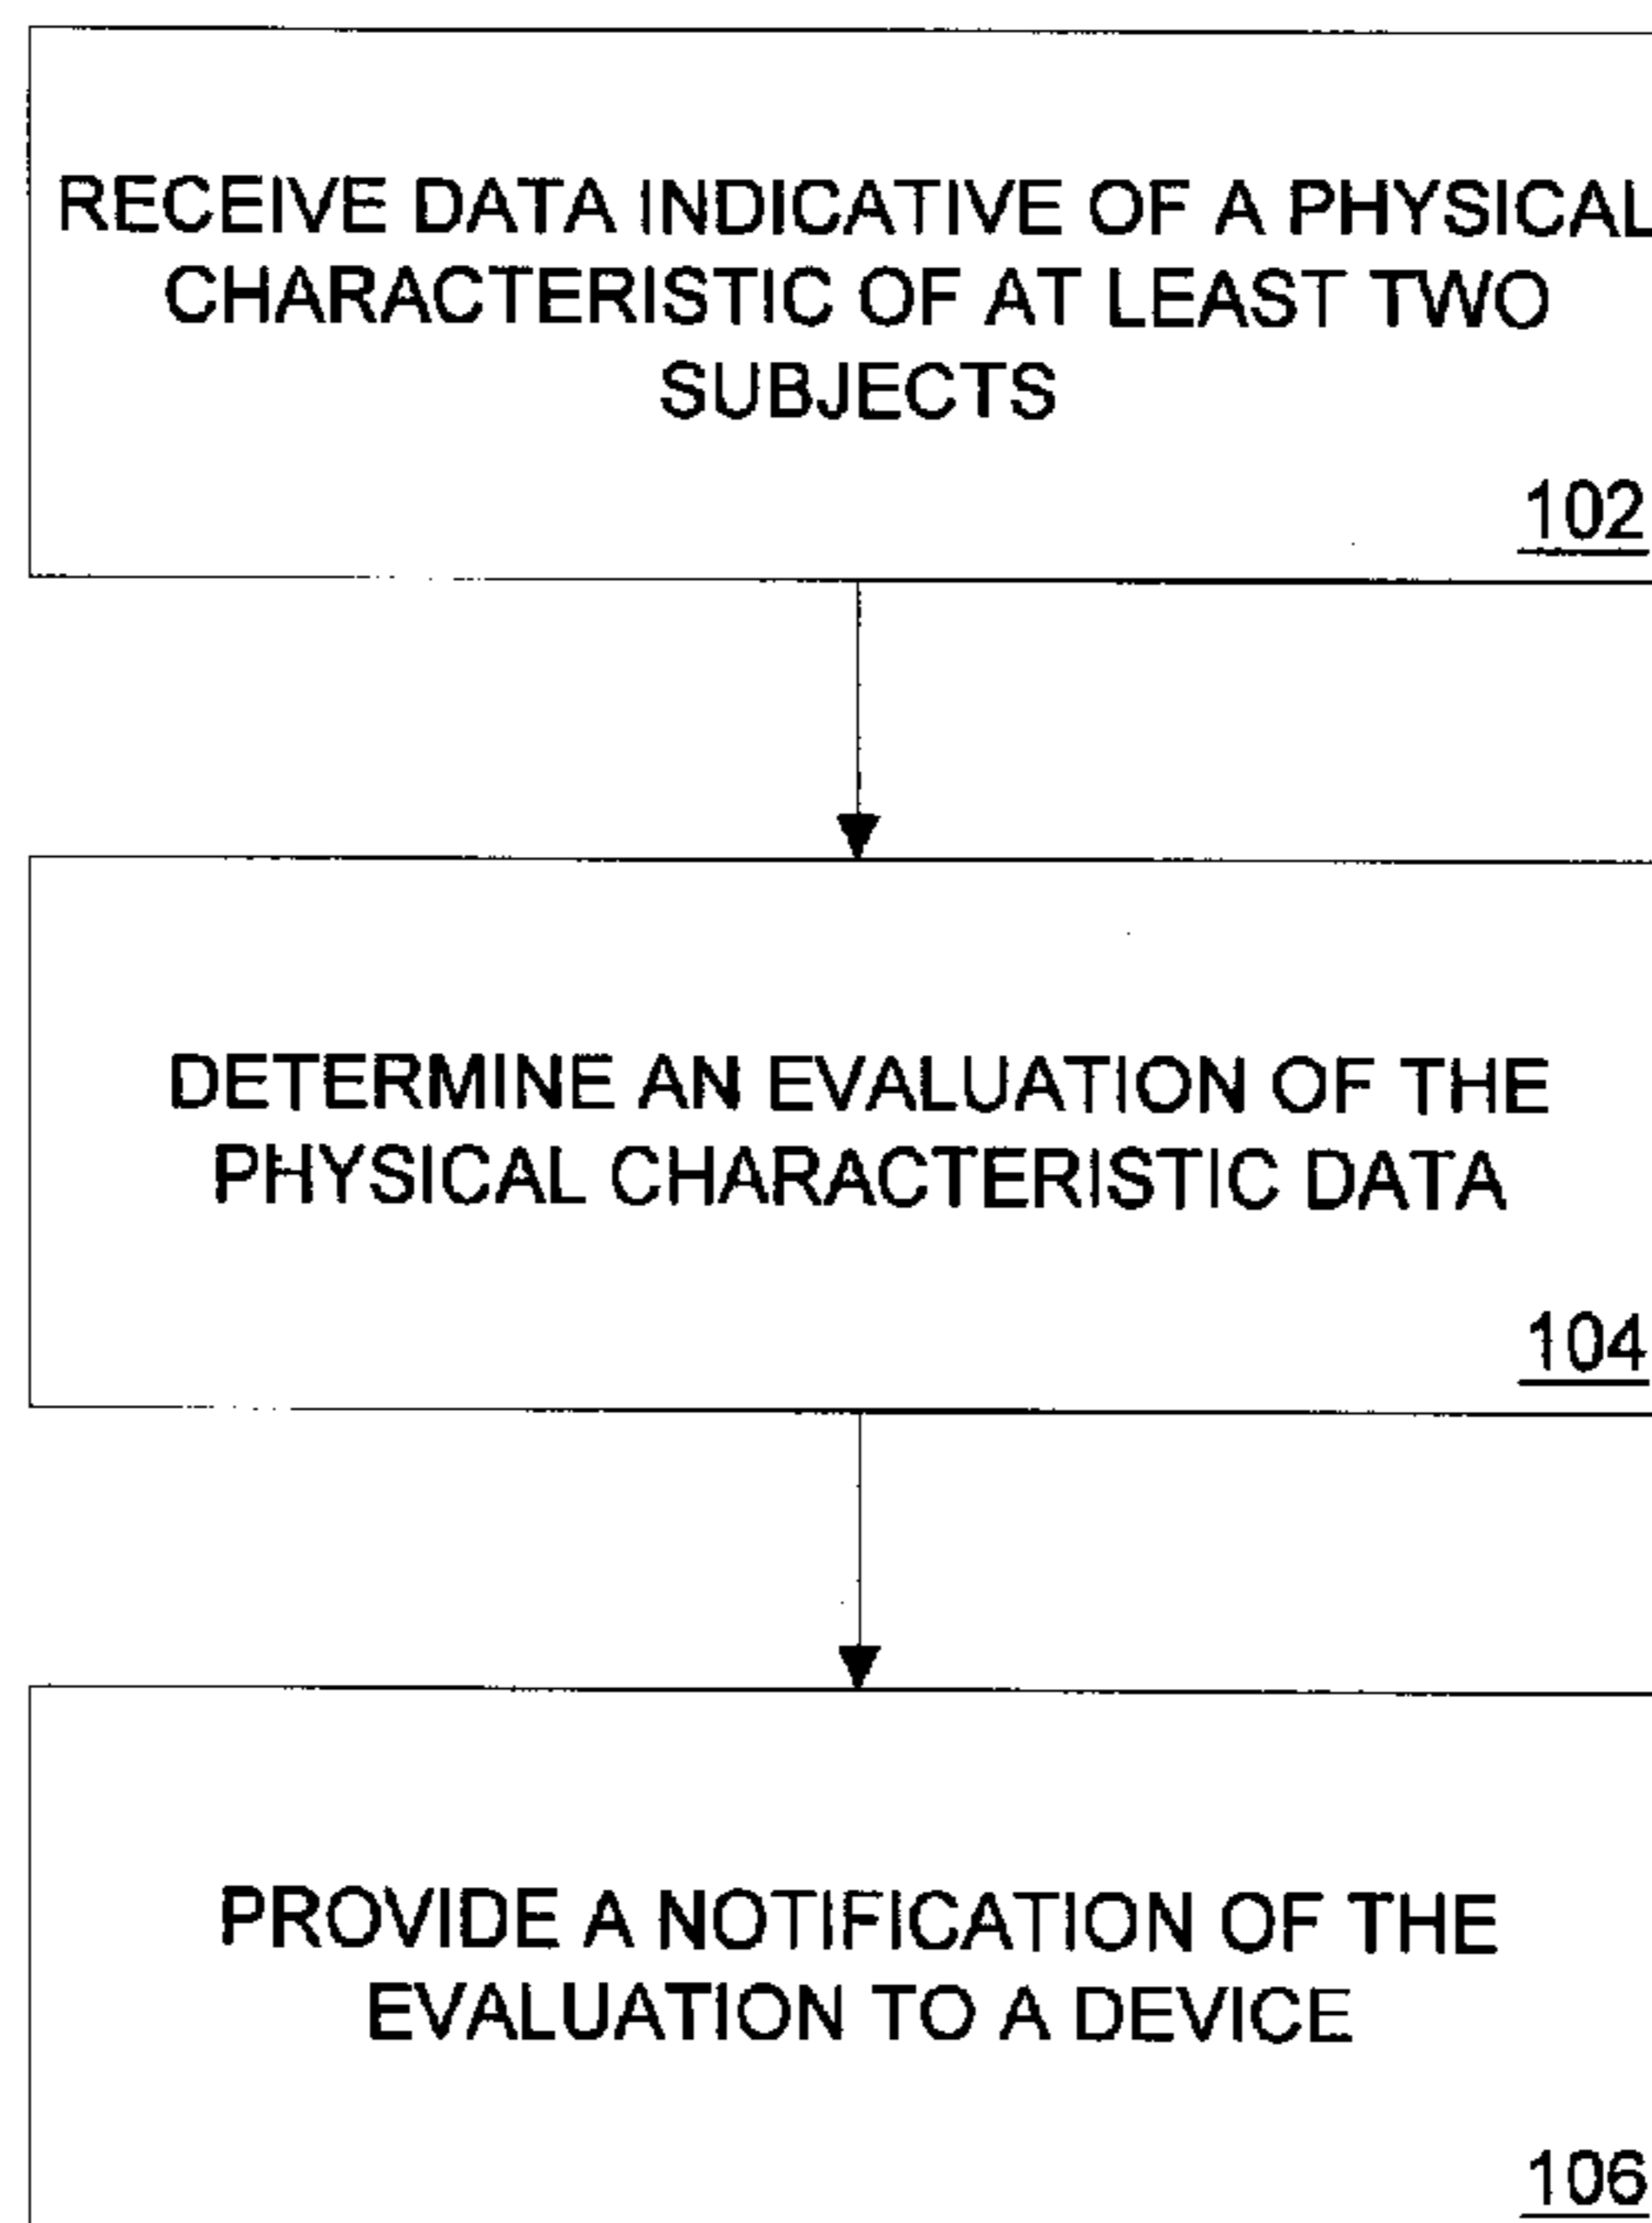 RECEIVE DATA INDICATIVE OF A PHYSICAL
CHARACTERISTIC OF AT LEAST TWO
SUBJECTS
102
DETERMINE AN EVALUATION OF THE
PHYSICAL CHARACTERISTIC DATA
104
PROVIDE A NOTIFICATION OF THE
EVALUATION TO A DEVICE
106